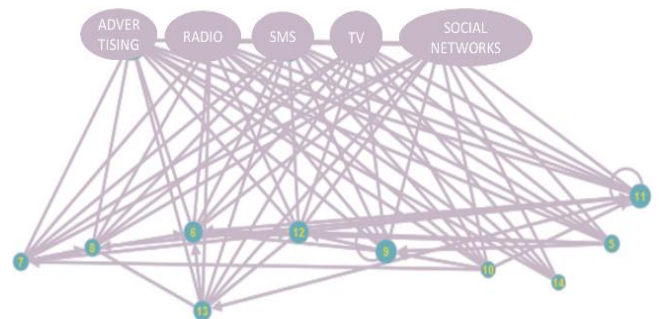 ADVER
TISING
RADIO
SMS
TV
SOCIAL
NETWORKS
11
6
12
5
8
9
7
10
14
13